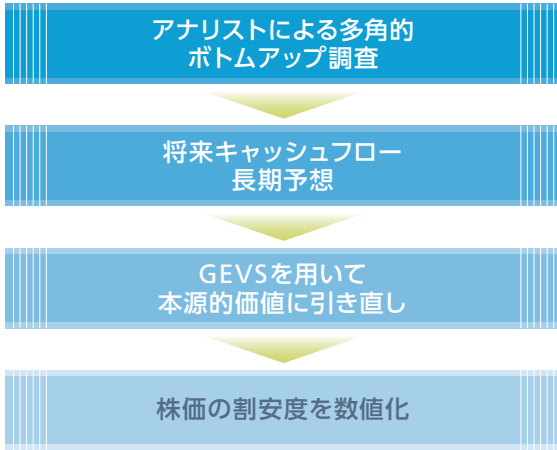 アナリストによる多角的
ボトムアップ調査
将来キャッシュフロー
長期予想
GEVSを用いて
本源的価値に引き直し
株価の割安度を数値化